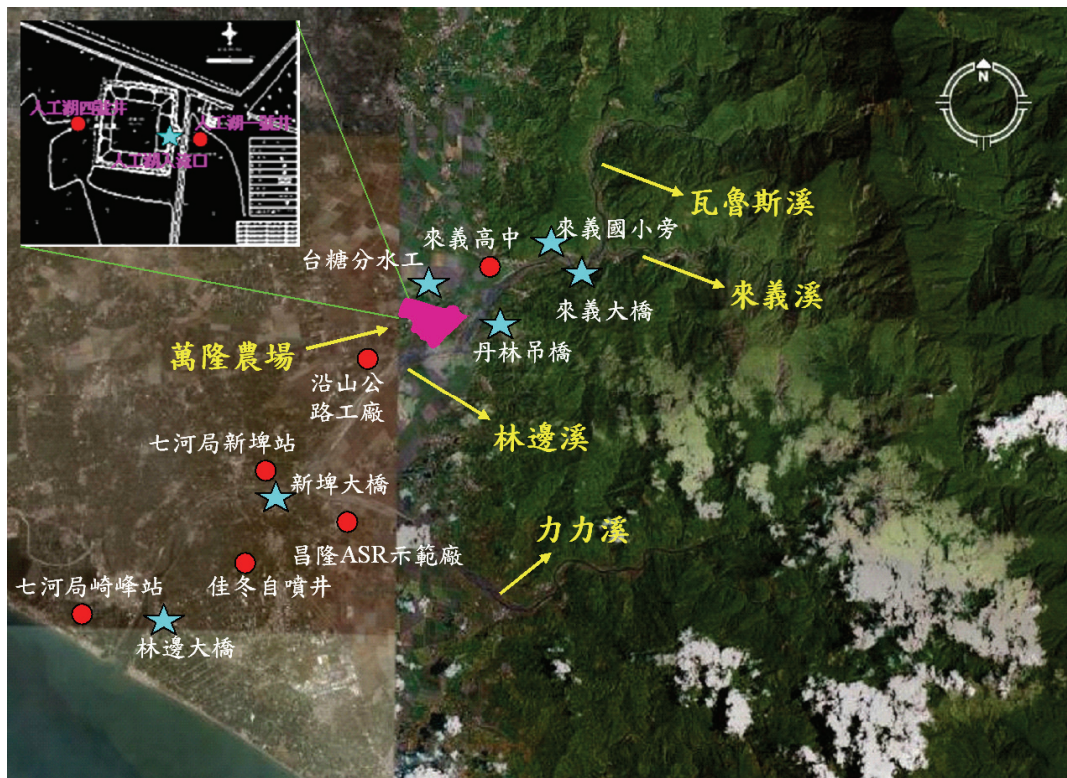 人工湖四號井
人工湖一號井
人工湖入流口
N
瓦魯斯溪
來義國小旁
來義高中
台糖分水工
來義溪
來義大橋
丹林吊橋
萬隆農場
沿山公
路工廠
林邊溪
七河局新埤站
新埤大橋
力力溪
昌隆ASR示範廠
七河局崎峰站
佳冬自噴井
林邊大橋